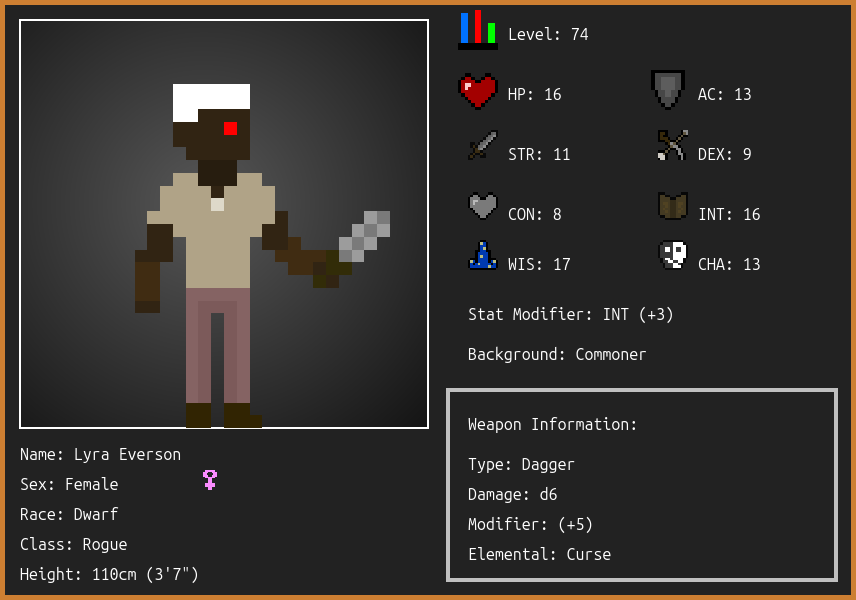 Level: 74
HP: 16
AC: 13
STR: 11
DEX: 9
CON: 8
INT: 16
WIS: 17
CHA: 13
Stat Modifier: INT (+3)
Background: Commoner
Weapon Information:
Type: Dagger
Damage: d6
Modifier: (+5)
Elemental: Curse
Name: Lyra Everson
Sex: Female
Race: Dwarf
Class: Rogue
Height: 110cm (3'7")